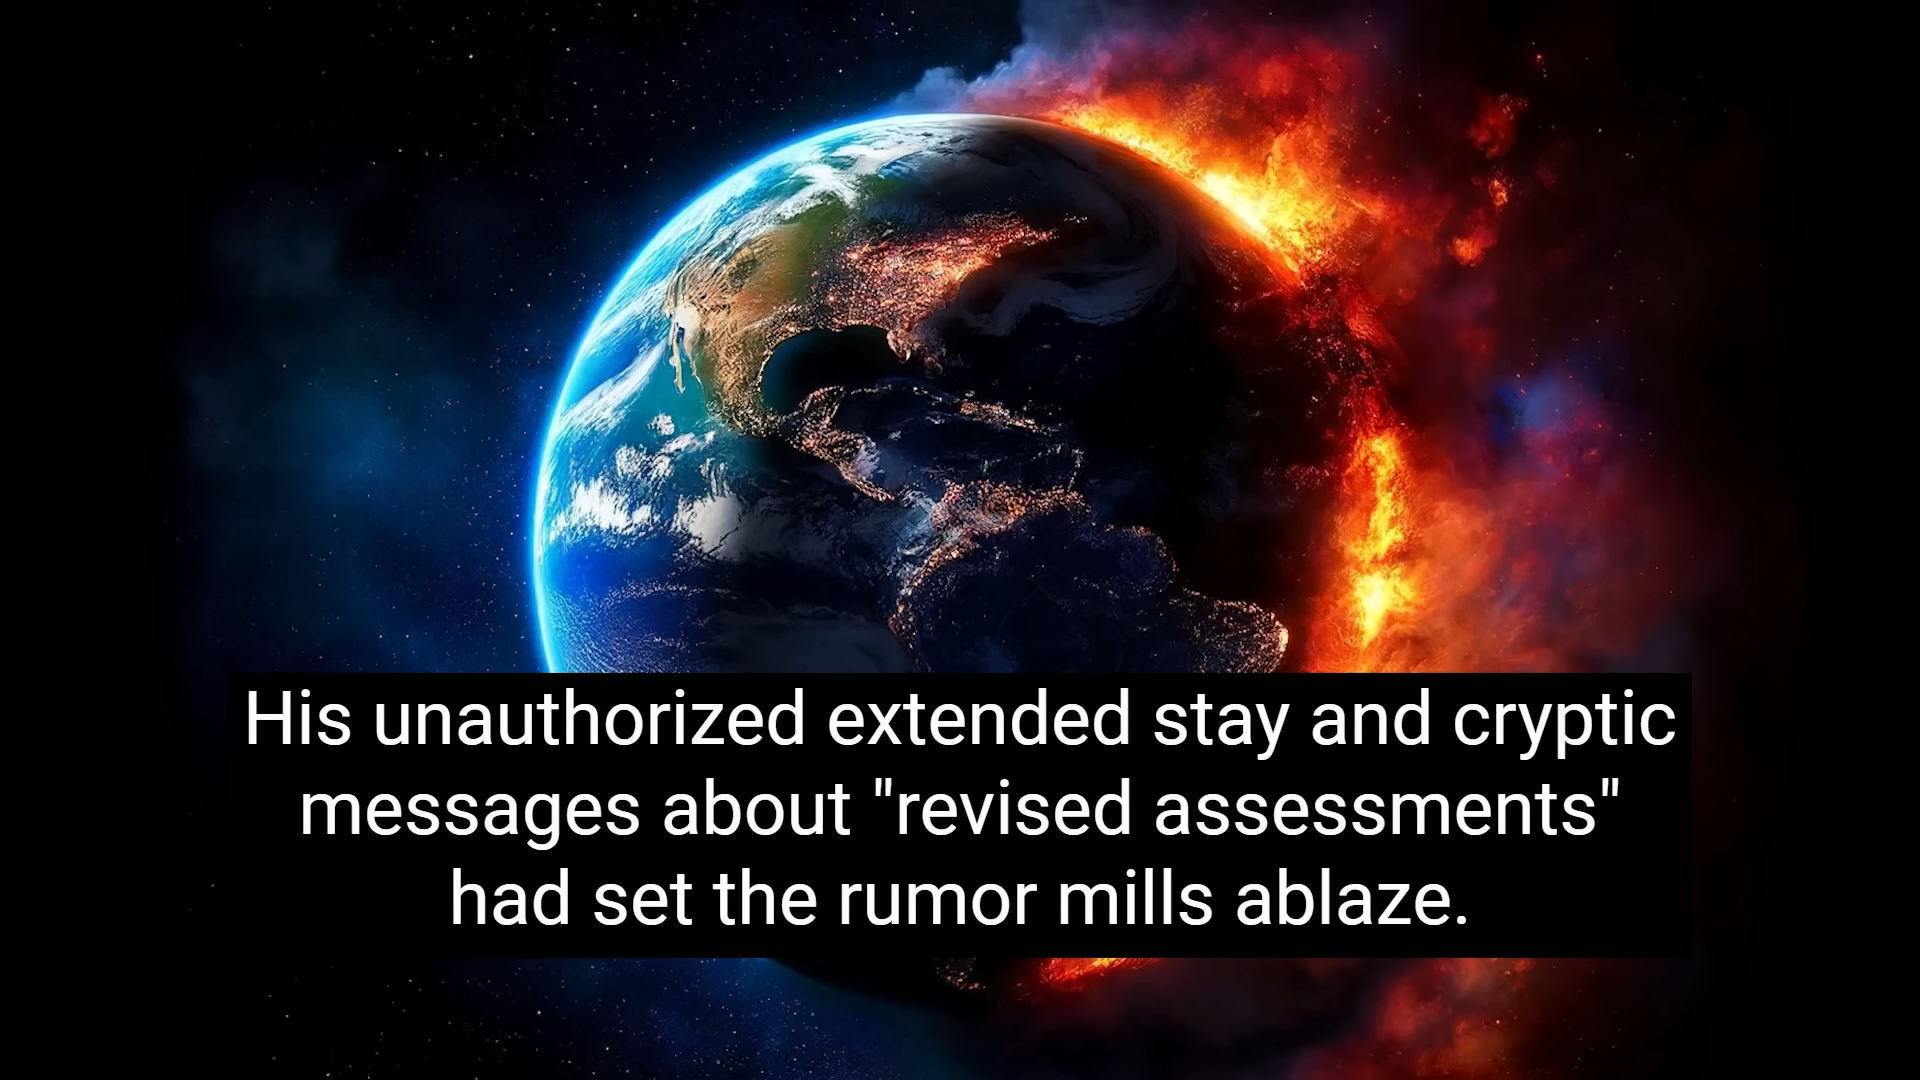 His unauthorized extended stay and cryptic
messages about "revised assessments"
had set the rumor mills ablaze.